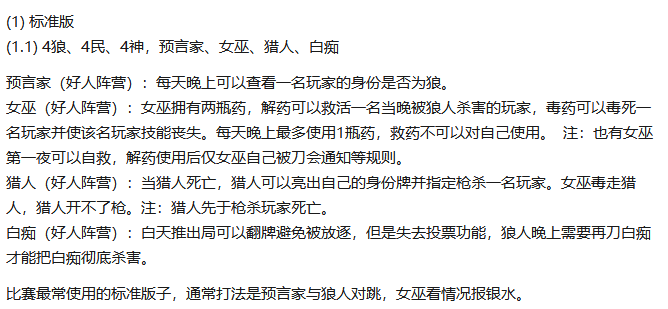 (1) 标准版
(1.1) 4狼、4民、4神，预言家、女巫、猎人、白痴
预言家（好人阵营）：每天晚上可以查看一名玩家的身份是否为狼。
女巫（好人阵营）：女巫拥有两瓶药，解药可以救活一名当晚被狼人杀害的玩家，毒药可以毒死一
名玩家并使该名玩家技能丧失。每天晚上最多使用1瓶药，救药不可以对自己使用。 注：也有女巫
第一夜可以自救，解药使用后仅女巫自己被刀会通知等规则。
猎人（好人阵营）：当猎人死亡，猎人可以亮出自己的身份牌并指定枪杀一名玩家。女巫毒走猎
人，猎人开不了枪。注：猎人先于枪杀玩家死亡。
白痴（好人阵营）：白天推出局可以翻牌避免被放逐，但是失去投票功能，狼人晚上需要再刀白痴
才能把白痴彻底杀害。
比赛最常使用的标准版子，通常打法是预言家与狼人对跳，女巫看情况报银水。